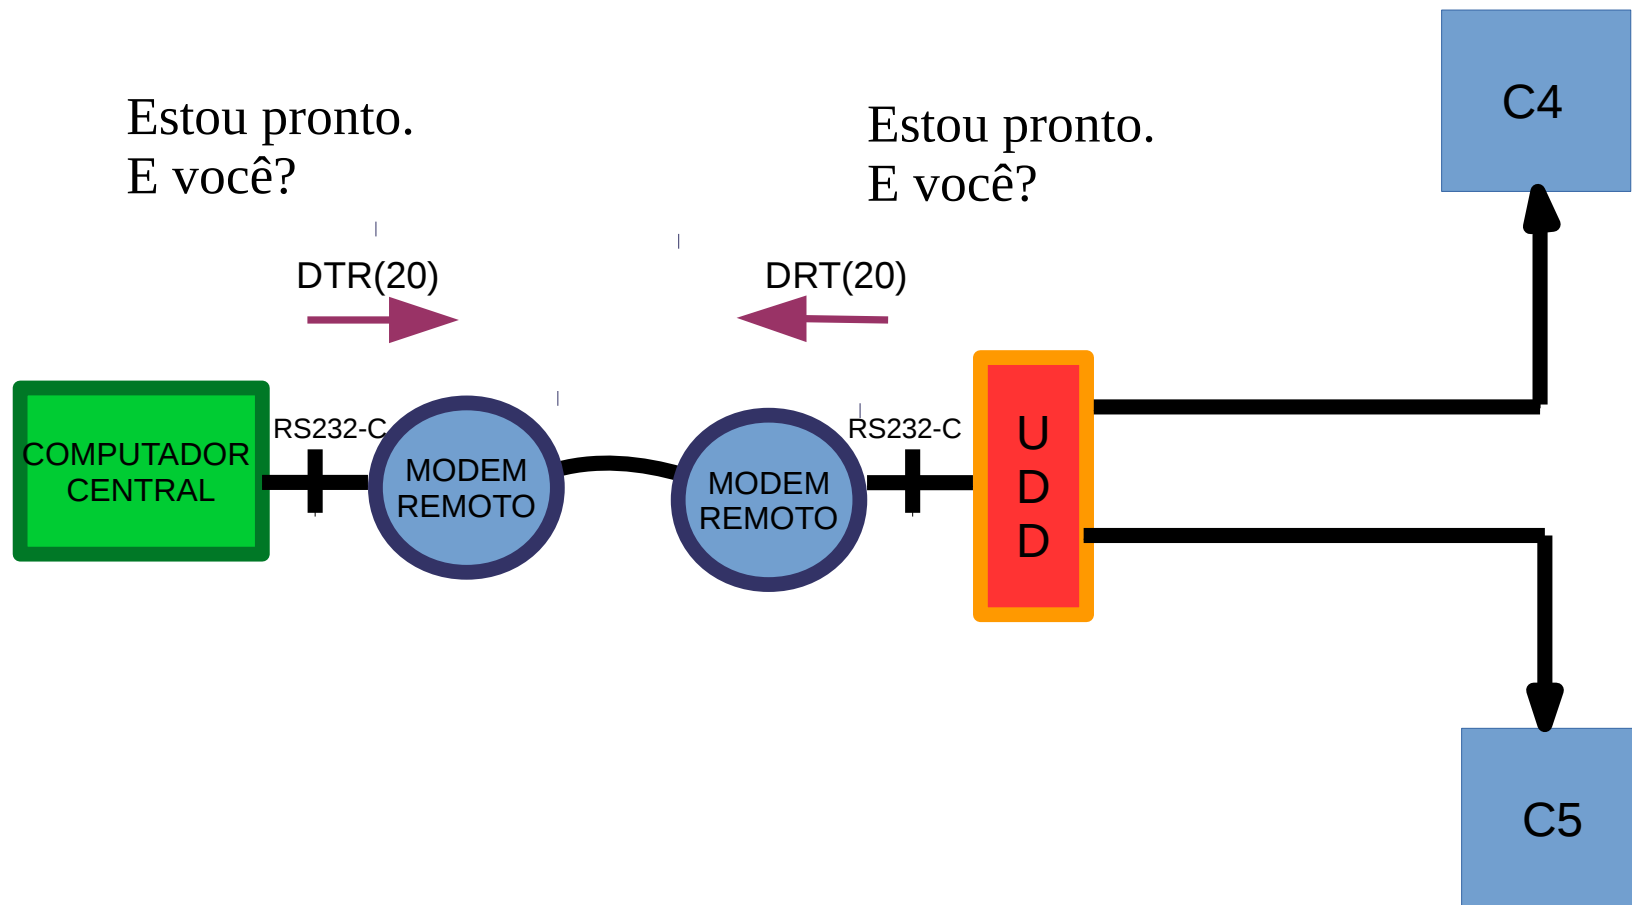 C4
Estou pronto.
E você?
Estou pronto.
E você?
DTR(20)
DRT(20)
COMPUTADOR
CENTRAL
RS232-C
MODEM
REMOTO
MODEM
REMOTO
RS232-C
U
D
D
C5